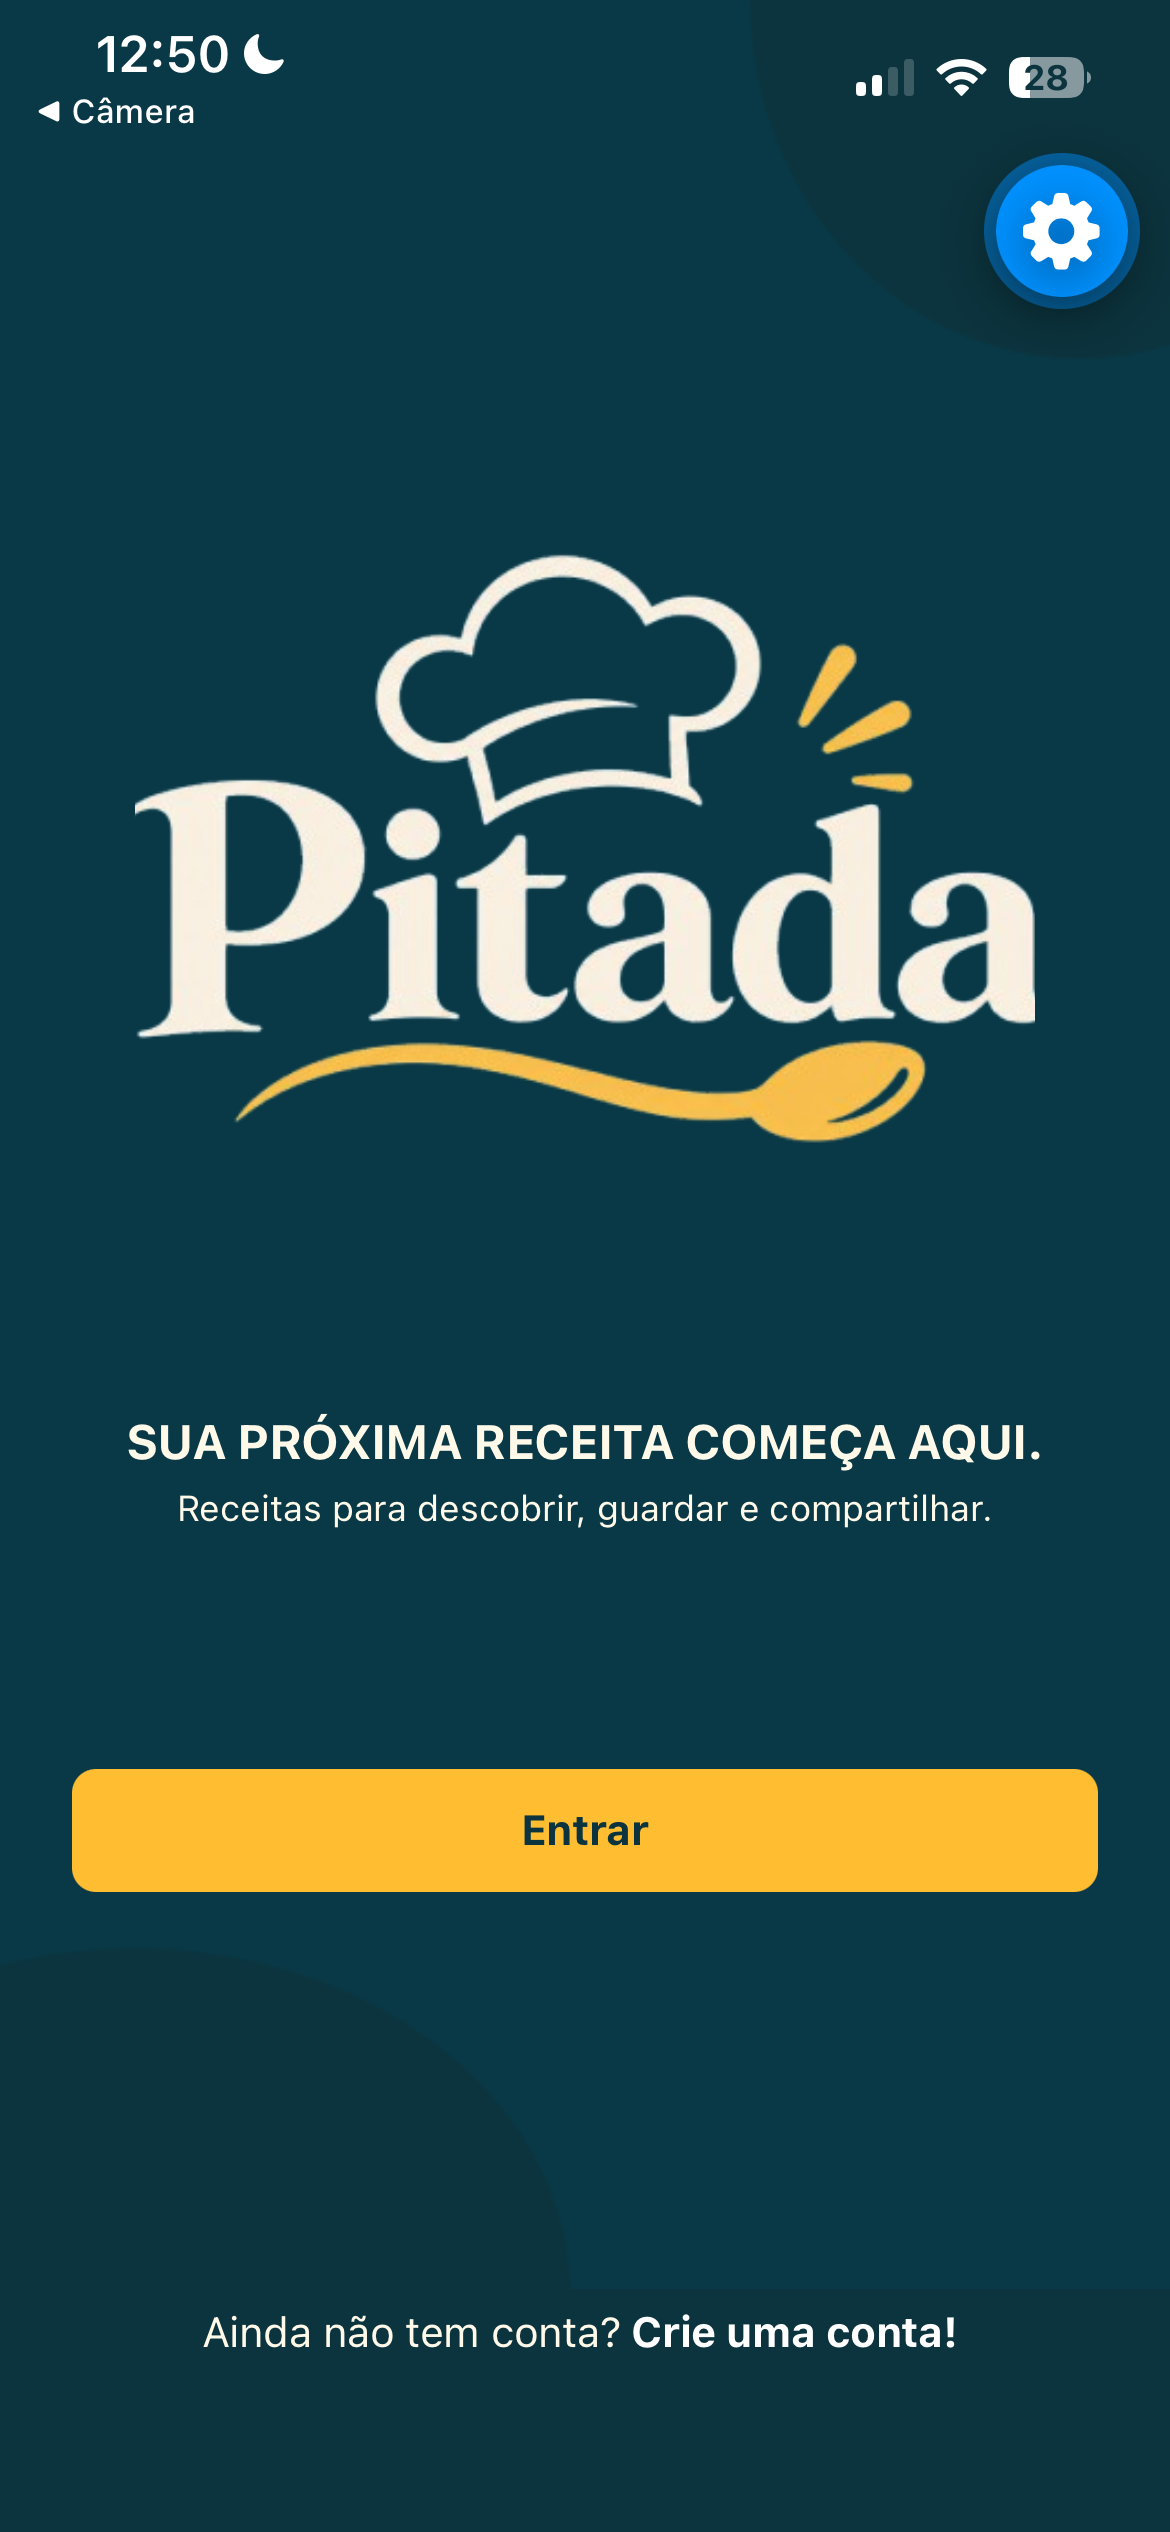 12:50
Câmera
28
Pitada
SUA PRÓXIMA RECEITA COMEÇA AQUI.
Receitas para descobrir, guardar e compartilhar.
Entrar
Ainda não tem conta? Crie uma conta!